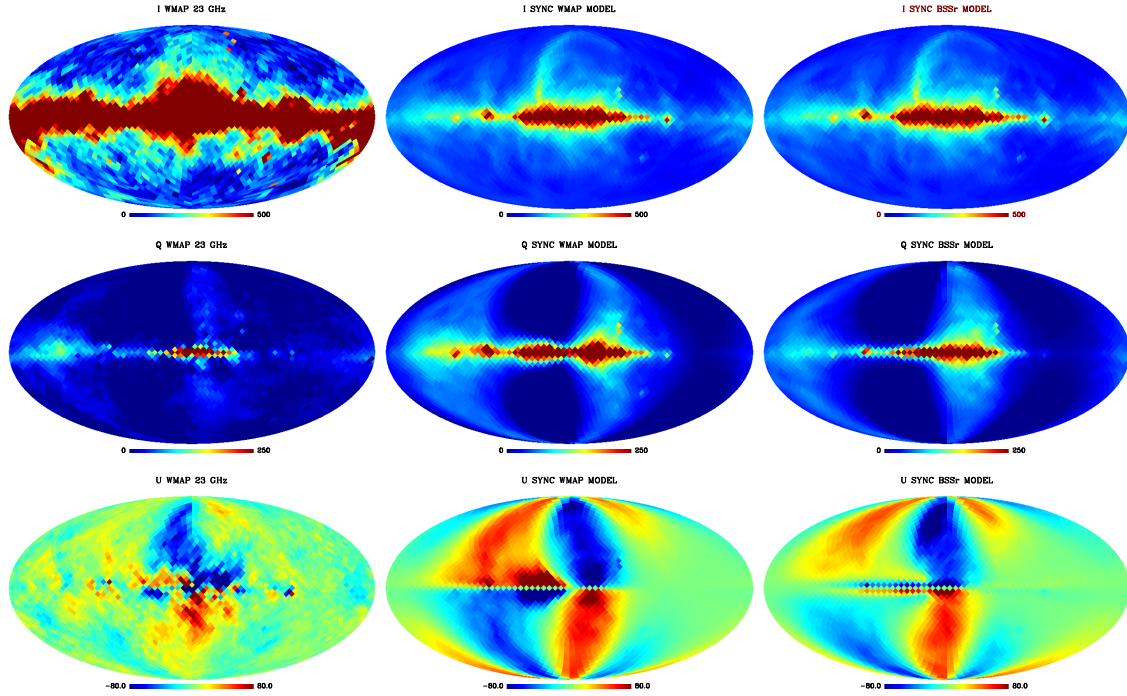 I WMAP 23 GHz I SYNC WMAP MODEL I SYNC BSSr MODEL
0 500 0 500 0 500
Q WMAP 23 GHz Q SYNC WMAP MODEL Q SYNC BSSr MODEL
0 250 0 250 0 250
U WMAP 23 GHz U SYNC WMAP MODEL U SYNC BSSr MODEL
-80.0 80.0 -80.0 80.0 -80.0 80.0